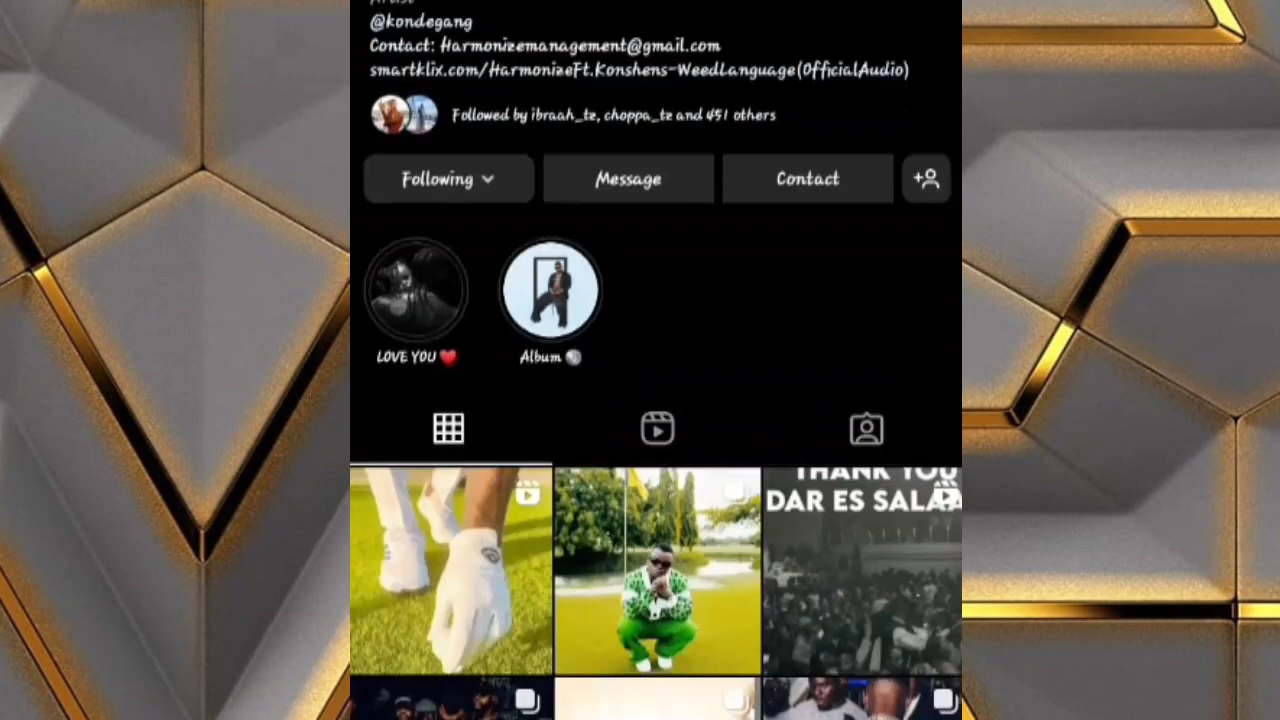 @kondegang
Contact: Harmonizemanagement@gmail.com
smartklix.com/HarmonizeFt.Konshens-WeedLanguage(OfficialAudio)
Followed by ibraah_tz, choppa_tz and 451 others
Following
Message
Contact
LOVE YOU ❤️
Album 💿
THANK YOU
DAR ES SALA